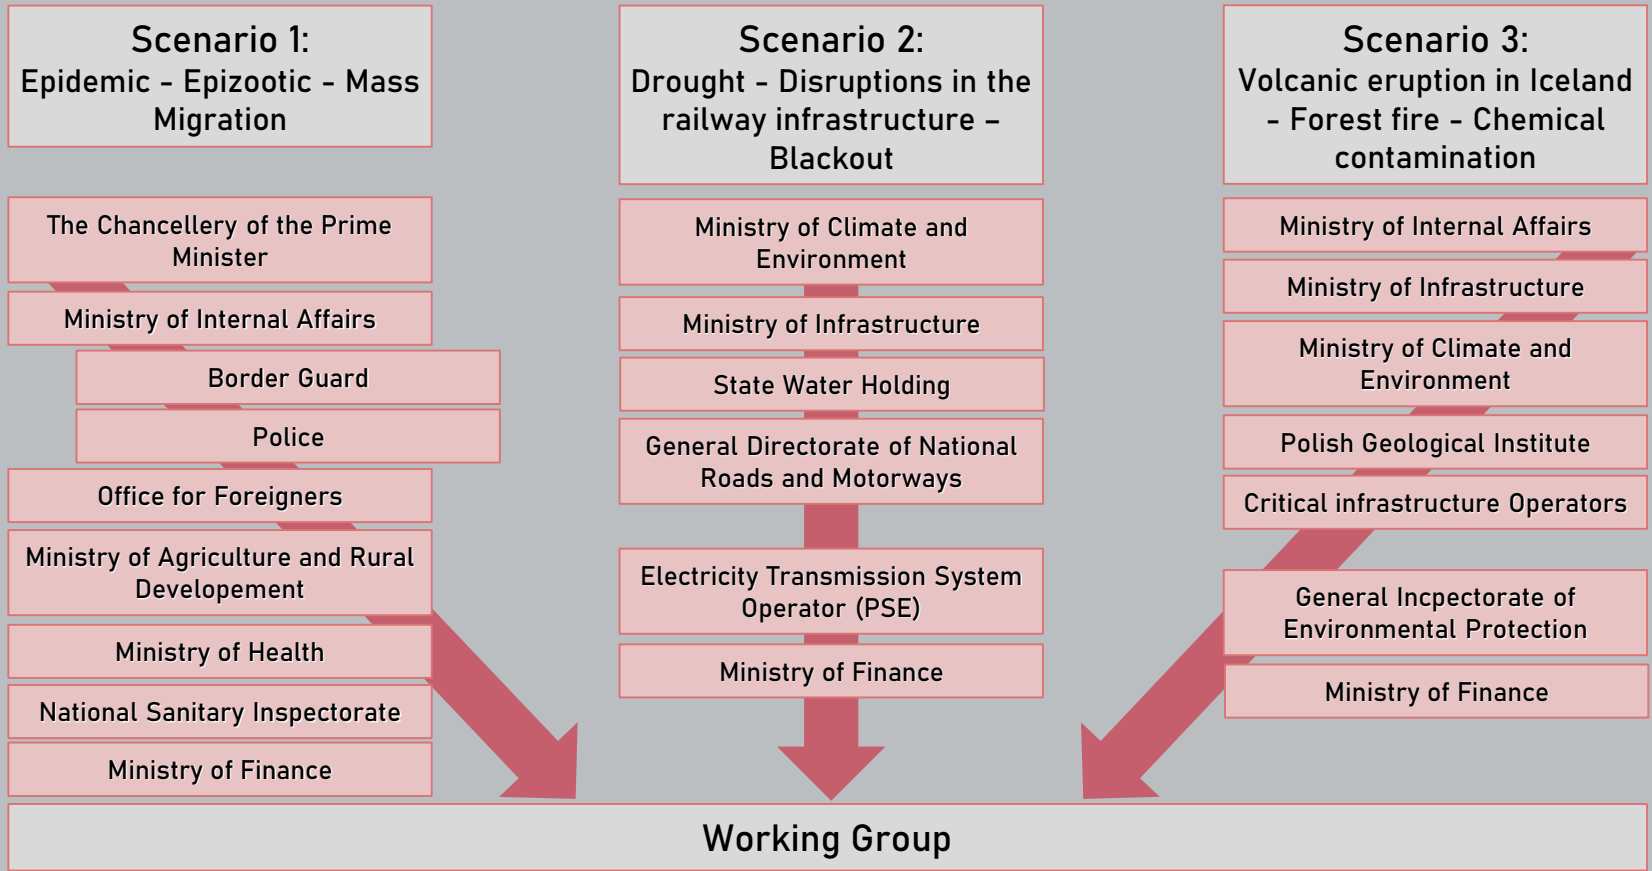 Scenario 1:
Epidemic - Epizootic - Mass
Migration
The Chancellery of the Prime
Minister
Ministry of Internal Affairs
Border Guard
Police
Office for Foreigners
Ministry of Agriculture and Rural
Developement
Ministry of Health
National Sanitary Inspectorate
Ministry of Finance
Scenario 2:
Drought - Disruptions in the
railway infrastructure –
Blackout
Ministry of Climate and
Environment
Ministry of Infrastructure
State Water Holding
General Directorate of National
Roads and Motorways
Electricity Transmission System
Operator (PSE)
Ministry of Finance
Scenario 3:
Volcanic eruption in Iceland
- Forest fire - Chemical
contamination
Ministry of Internal Affairs
Ministry of Infrastructure
Ministry of Climate and
Environment
Polish Geological Institute
Critical infrastructure Operators
General Incpectorate of
Environmental Protection
Ministry of Finance
Working Group